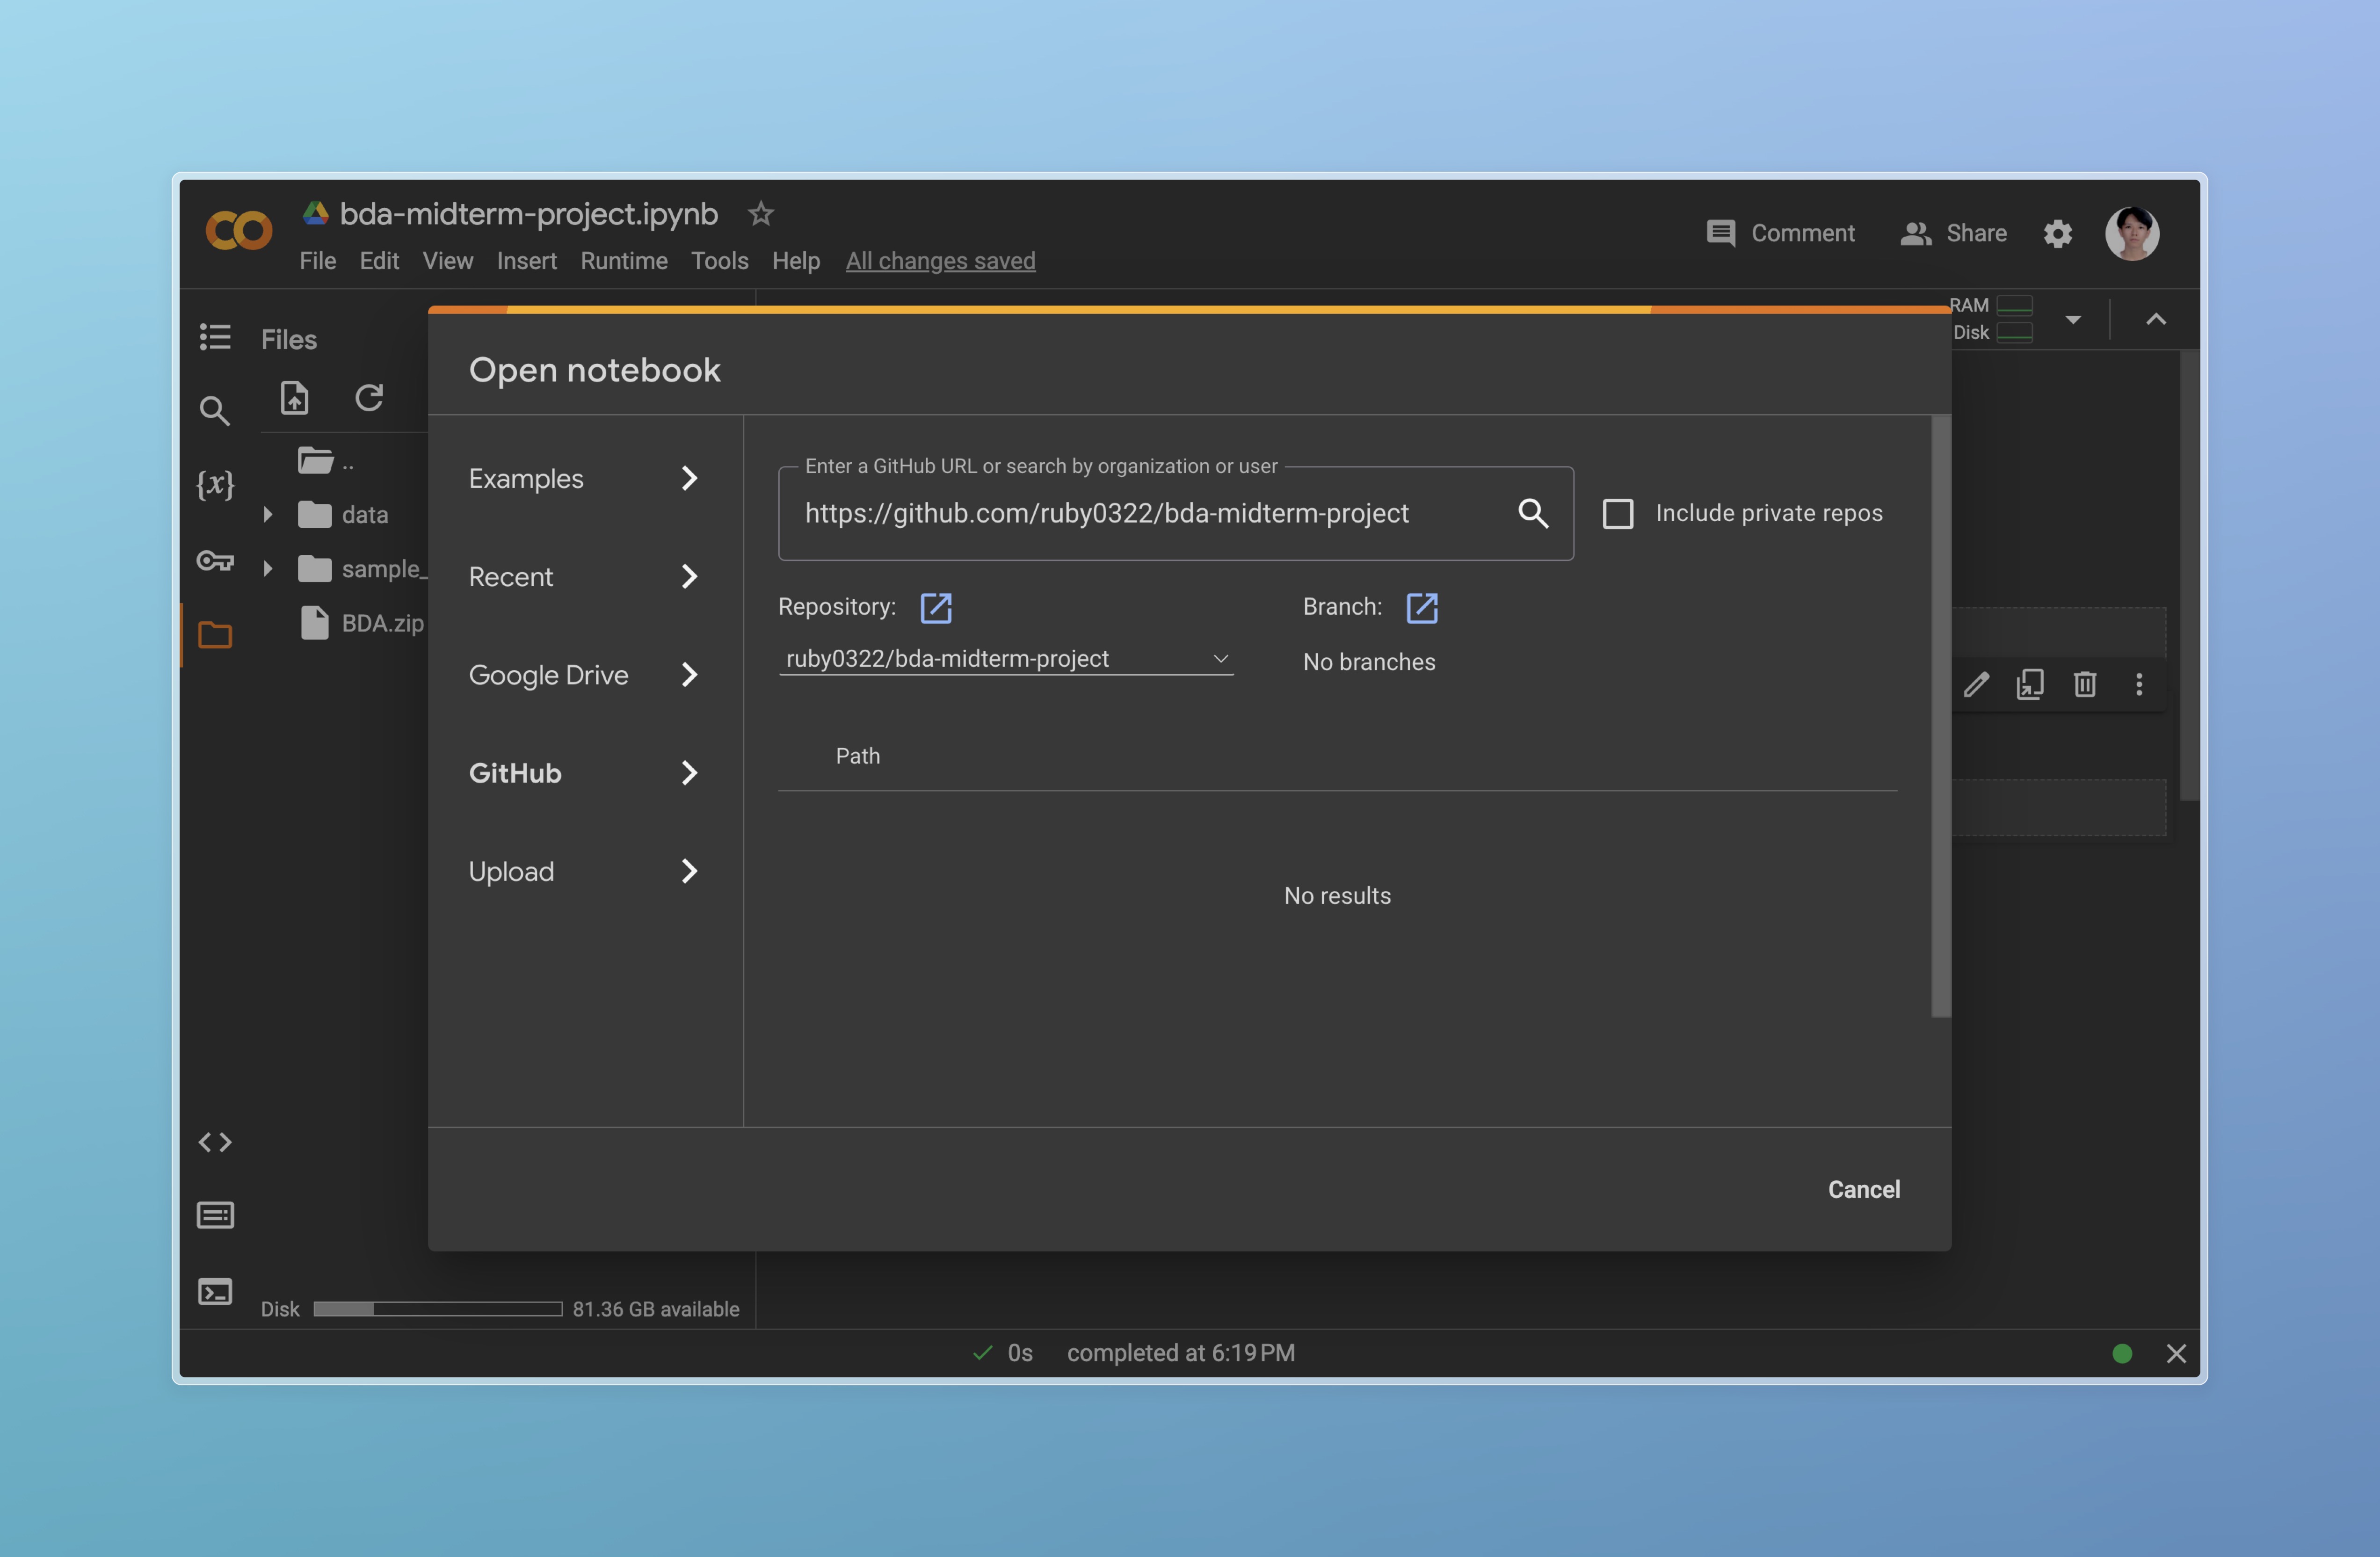 bda-midterm-project.ipynb
File Edit View Insert Runtime Tools Help All changes saved
Comment Share
RAM
Disk
Files
..
data
sample_
BDA.zip
Open notebook
Examples
Recent
Google Drive
GitHub
Upload
Enter a GitHub URL or search by organization or user
https://github.com/ruby0322/bda-midterm-project
Include private repos
Repository:
Branch:
ruby0322/bda-midterm-project
No branches
Path
No results
Cancel
Disk 81.36 GB available
0s completed at 6:19 PM